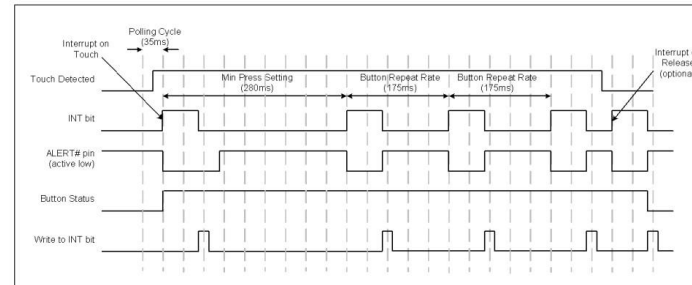 Polling Cycle
(35ms)
Interrupt on
Touch
Interrupt
Release
(optiona
Touch Detected
Min Press Setting
(280ms)
Button Repeat Rate
(175ms)
Button Repeat Rate
(175ms)
INT bit
ALERT# pin
(active low)
Button Status
Write to INT bit